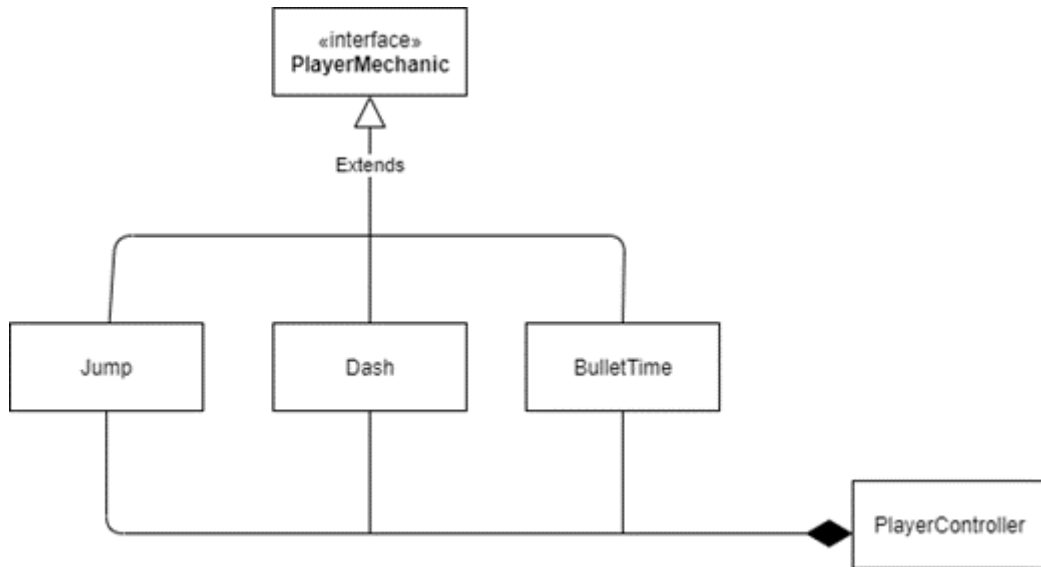 «interface»
PlayerMechanic
Extends
Jump
Dash
BulletTime
PlayerController